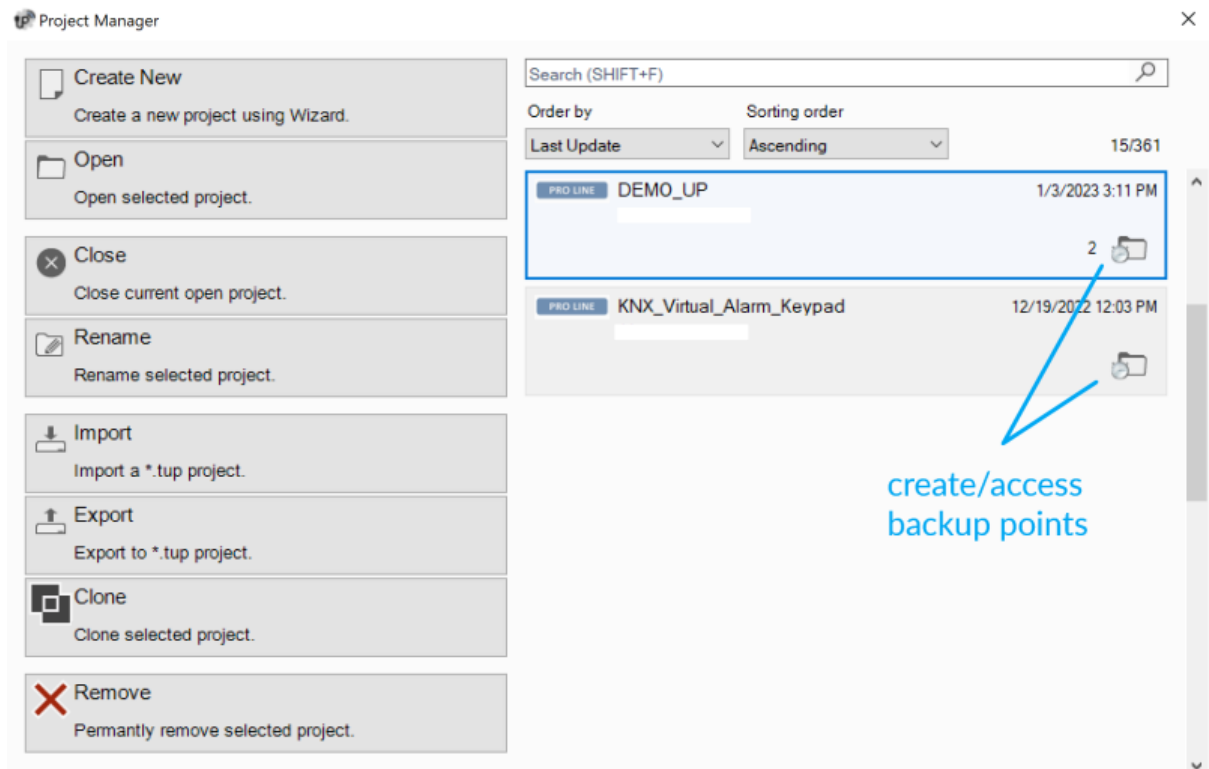 Project Manager
Create New
Create a new project using Wizard.
Open
Open selected project.
Close
Close current open project.
Rename
Rename selected project.
Import
Import a *.tup project.
Export
Export to *.tup project.
Clone
Clone selected project.
Remove
Permantly remove selected project.
Search (SHIFT+F)
Order by Sorting order
Last Update Ascending 15/361
PRO LINE DEMO_UP 1/3/2023 3:11 PM
2
PRO LINE KNX_Virtual_Alarm_Keypad 12/19/2022 12:03 PM
create/access
backup points